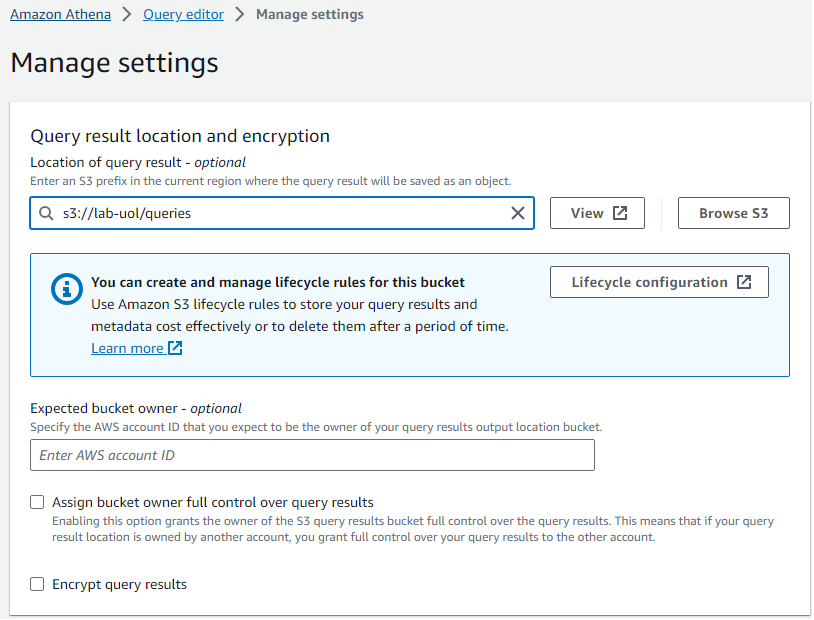 Amazon Athena > Query editor > Manage settings
Manage settings
Query result location and encryption
Location of query result - optional
Enter an S3 prefix in the current region where the query result will be saved as an object.
s3://lab-uol/queries
View
Browse S3
You can create and manage lifecycle rules for this bucket
Lifecycle configuration
Use Amazon S3 lifecycle rules to store your query results and
metadata cost effectively or to delete them after a period of time.
Learn more
Expected bucket owner - optional
Specify the AWS account ID that you expect to be the owner of your query results output location bucket.
Enter AWS account ID
Assign bucket owner full control over query results
Enabling this option grants the owner of the S3 query results bucket full control over the query results. This means that if your query
result location is owned by another account, you grant full control over your query results to the other account.
Encrypt query results